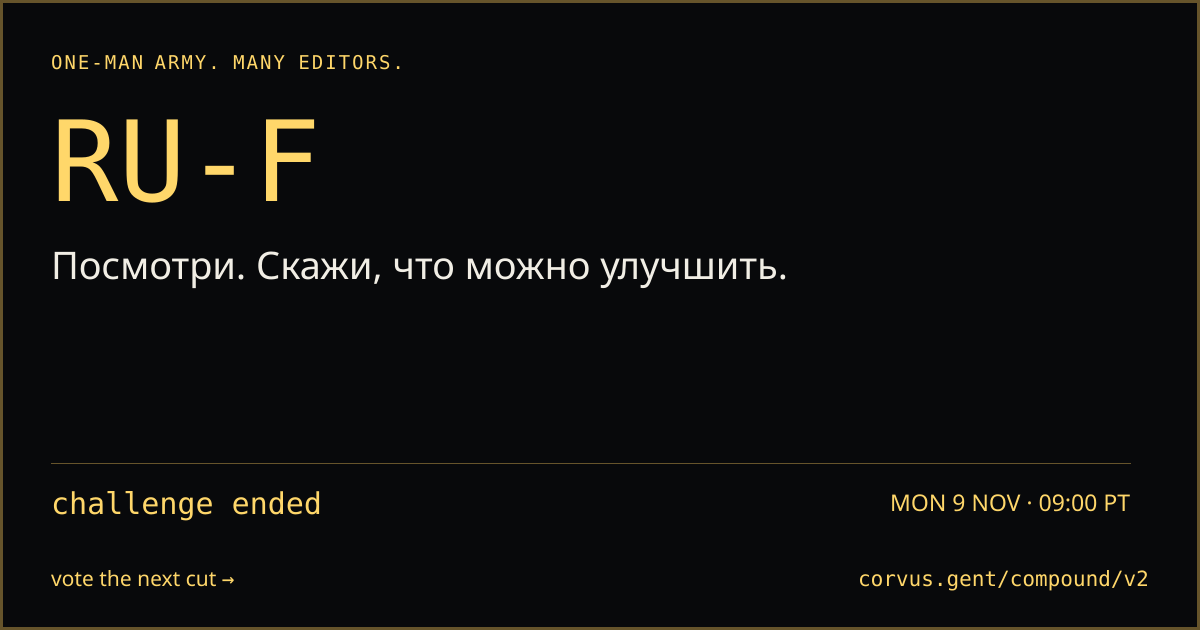 ONE-MAN ARMY. MANY EDITORS.
RU-F
Посмотри. Скажи, что можно улучшить.
challenge ended
MON 9 NOV · 09:00 PT
vote the next cut →
corvus.gent/compound/v2